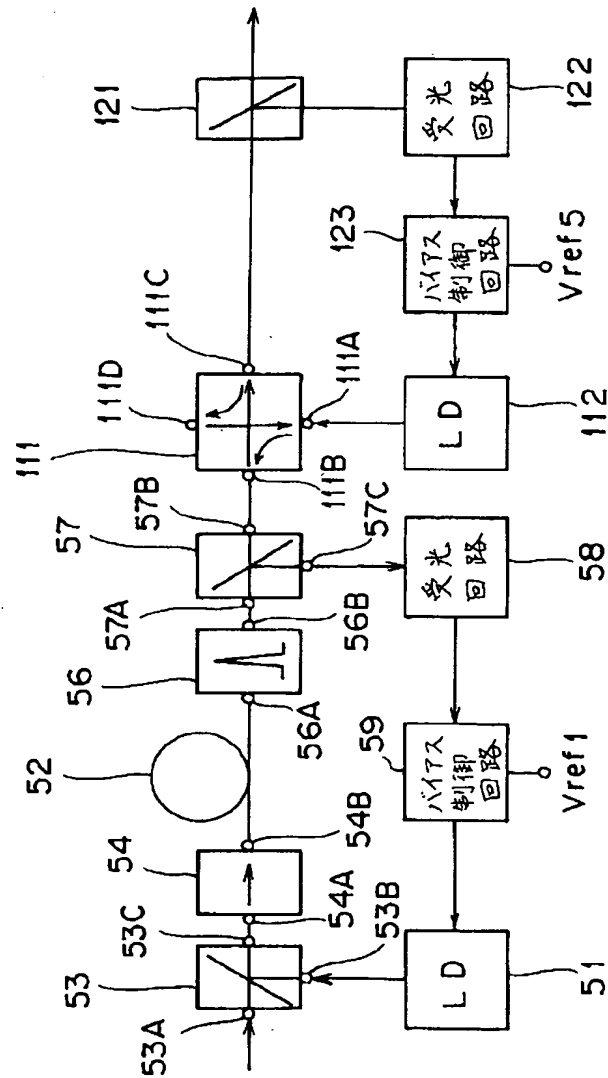 53A
53
53C
54A
53B
54
54B
52
56
56A
56B
57A
57
57B
57C
111
111D
111B
111A
111C
121
LD
51
バイアス
制御
回路
59
Vref1
受光
回路
58
LD
112
バイアス
制御
回路
123
Vref5
受光
回路
122